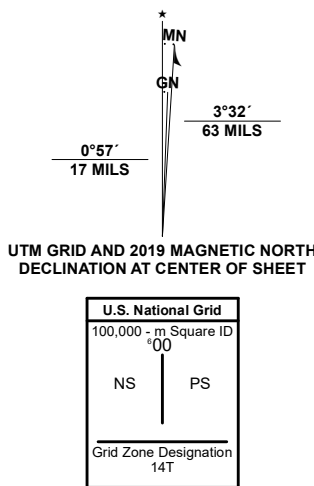 ★
MN
GN
3°32´
63 MILS
0°57´
17 MILS
UTM GRID AND 2019 MAGNETIC NORTH
DECLINATION AT CENTER OF SHEET
U.S. National Grid
100,000 - m Square ID
⁶00
NS PS
Grid Zone Designation
14T